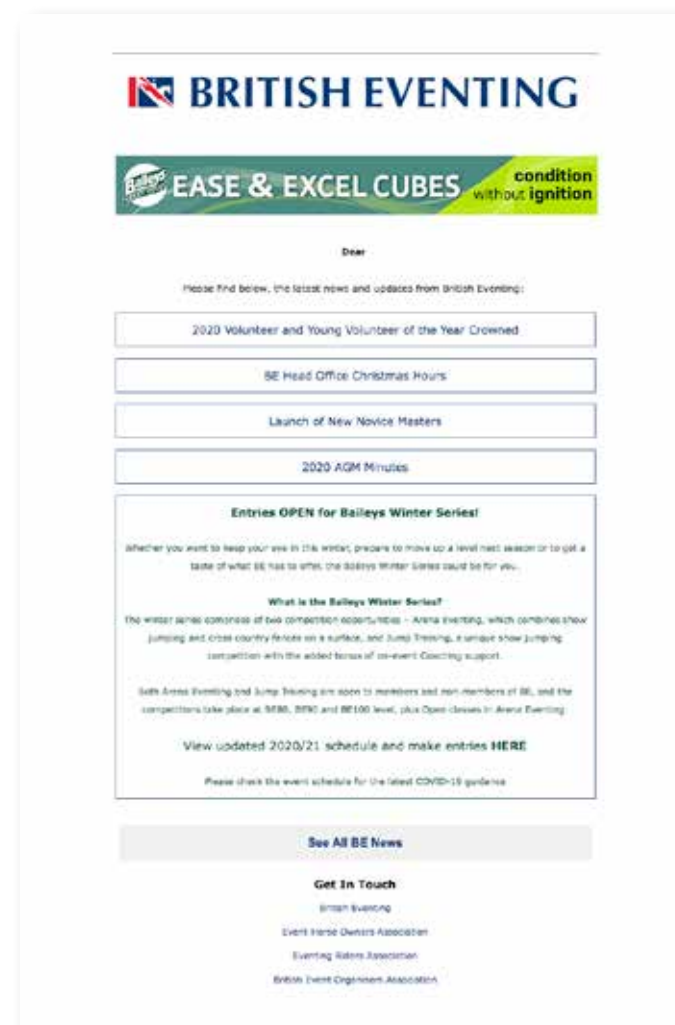 BRITISH EVENTING
Baileys EASE & EXCEL CUBES condition without ignition
Dear
Please find below, the latest news and updates from British Eventing:
2020 Volunteer and Young Volunteer of the Year Crowned
BE Head Office Christmas Hours
Launch of New Novice Masters
2020 AGM Minutes
Entries OPEN for Baileys Winter Series!
Whether you want to keep your eye in this winter, prepare to move up a level next season or to get a
taste of what BE has to offer, the Baileys Winter Series could be for you.
What is the Baileys Winter Series?
The winter series comprises of two competition opportunities – Arena Eventing, which combines show
jumping and cross country fences on a surface, and Jump Training, a unique show jumping
competition with the added bonus of on-event Coaching support.
Both Arena Eventing and Jump Training are open to members and non-members of BE, and the
competitions take place at BE80, BE90 and BE100 level, plus Open classes in Arena Eventing
View updated 2020/21 schedule and make entries HERE
Please check the event schedule for the latest COVID-19 guidance
See All BE News
Get In Touch
British Eventing
Event Horse Owners Association
Eventing Riders Association
British Event Organisers Association